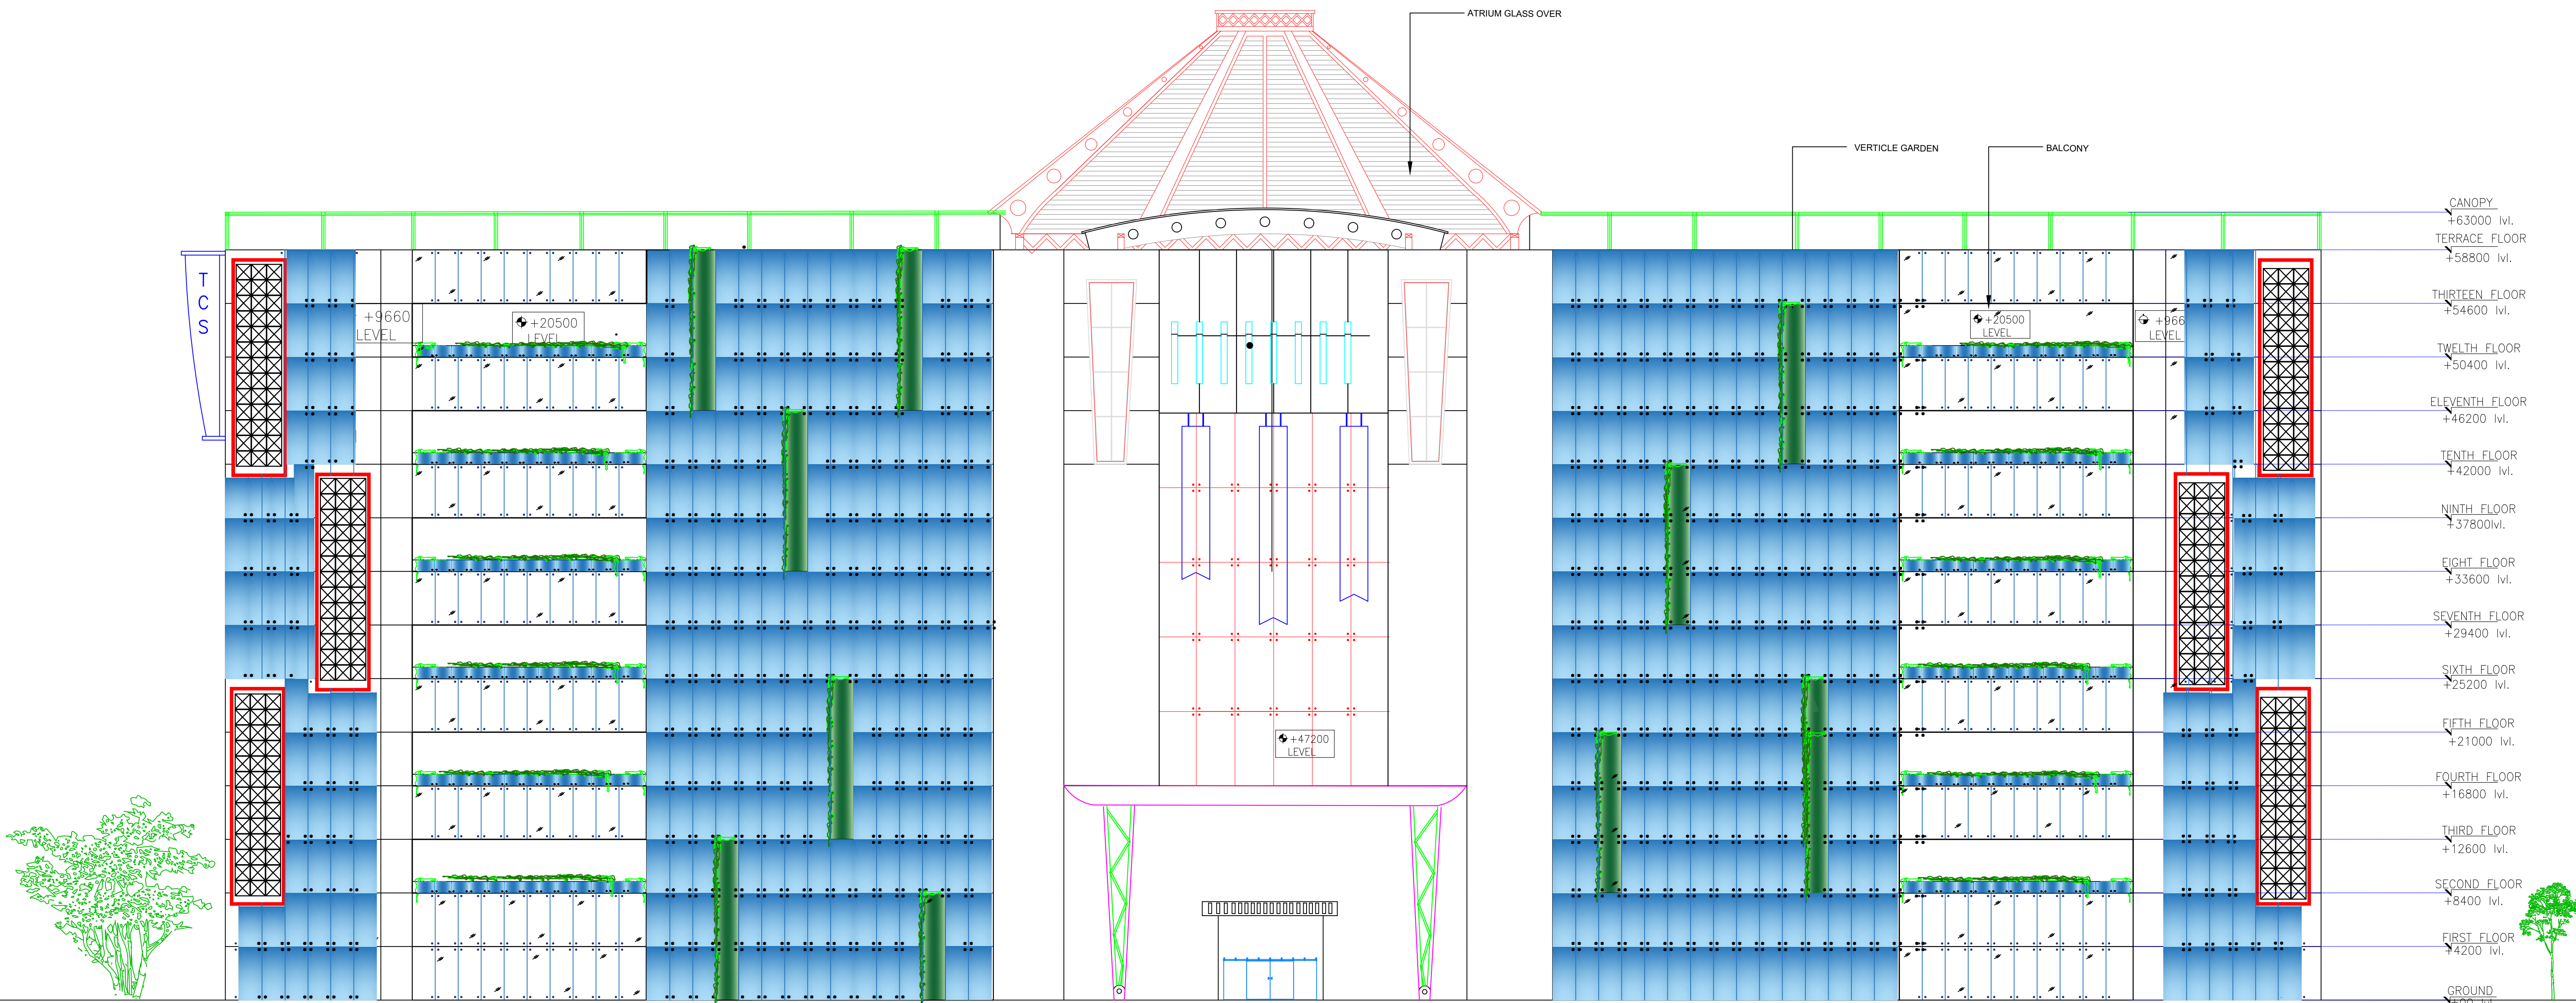 ATRIUM GLASS OVER
VERTICLE GARDEN
BALCONY
CANOPY
+63000 lvl.
TERRACE FLOOR
+58800 lvl.
T
C
S
+9660
LEVEL
+20500
LEVEL
+20500
LEVEL
+966
LEVEL
THIRTEEN FLOOR
+54600 lvl.
TWELTH FLOOR
+50400 lvl.
ELEVENTH FLOOR
+46200 lvl.
TENTH FLOOR
+42000 lvl.
NINTH FLOOR
+37800lvl.
EIGHT FLOOR
+33600 lvl.
SEVENTH FLOOR
+29400 lvl.
SIXTH FLOOR
+25200 lvl.
FIFTH FLOOR
+21000 lvl.
+47200
LEVEL
FOURTH FLOOR
+16800 lvl.
THIRD FLOOR
+12600 lvl.
SECOND FLOOR
+8400 lvl.
FIRST FLOOR
+4200 lvl.
GROUND